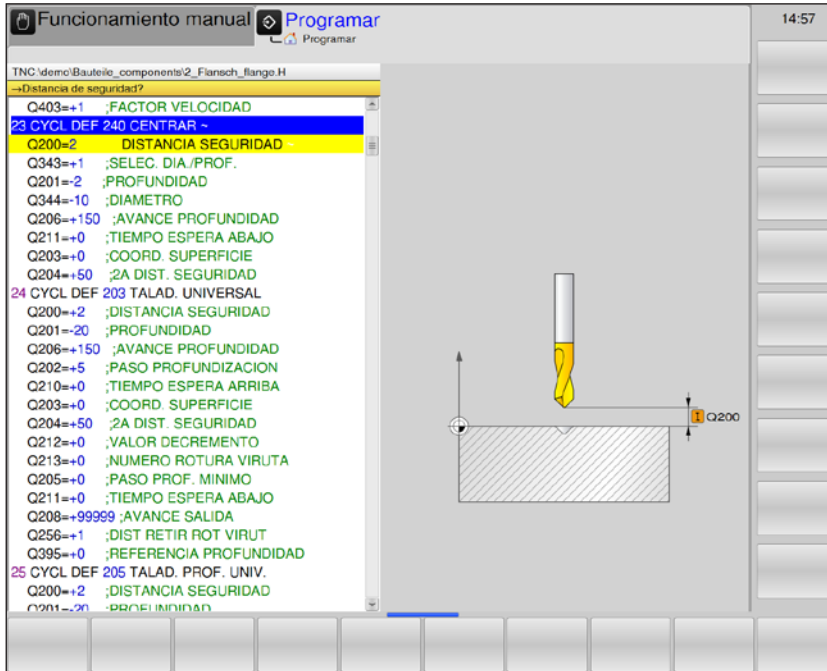 Funcionamiento manual
Programar
Programar
14:57
TNC:\demo\Bauteile_components\2_Flansch_flange.H
→Distancia de seguridad?
Q403=+1 ;FACTOR VELOCIDAD
23 CYCL DEF 240 CENTRAR ~
Q200=2 DISTANCIA SEGURIDAD ~
Q343=+1 ;SELEC. DIA./PROF.
Q201=-2 ;PROFUNDIDAD
Q344=-10 ;DIAMETRO
Q206=+150 ;AVANCE PROFUNDIDAD
Q211=+0 ;TIEMPO ESPERA ABAJO
Q203=+0 ;COORD. SUPERFICIE
Q204=+50 ;2A DIST. SEGURIDAD
24 CYCL DEF 203 TALAD. UNIVERSAL
Q200=+2 ;DISTANCIA SEGURIDAD
Q201=-20 ;PROFUNDIDAD
Q206=+150 ;AVANCE PROFUNDIDAD
Q202=+5 ;PASO PROFUNDIZACION
Q210=+0 ;TIEMPO ESPERA ARRIBA
Q203=+0 ;COORD. SUPERFICIE
Q204=+50 ;2A DIST. SEGURIDAD
Q212=+0 ;VALOR DECREMENTO
Q213=+0 ;NUMERO ROTURA VIRUTA
Q205=+0 ;PASO PROF. MINIMO
Q211=+0 ;TIEMPO ESPERA ABAJO
Q208=+99999 ;AVANCE SALIDA
Q256=+1 ;DIST RETIR ROT VIRUT
Q395=+0 ;REFERENCIA PROFUNDIDAD
25 CYCL DEF 205 TALAD. PROF. UNIV.
Q200=+2 ;DISTANCIA SEGURIDAD
Q201=-20 ;PROFUNDIDAD
Q200